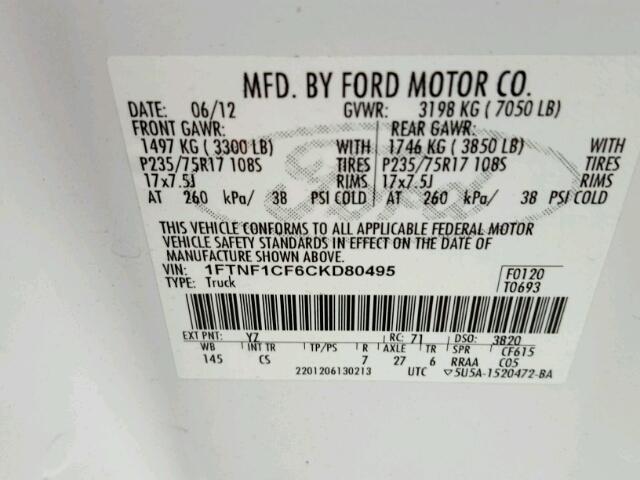 MFD. BY FORD MOTOR CO.
DATE: 06/12 GVWR: 3198 KG ( 7050 LB)
FRONT GAWR: REAR GAWR:
1497 KG ( 3300 LB) WITH 1746 KG ( 3850 LB) WITH
P235/75R17 108S TIRES P235/75R17 108S TIRES
17x7.5J RIMS 17x7.5J RIMS
AT 260 kPa/ 38 PSI COLD AT 260 kPa/ 38 PSI COLD
THIS VEHICLE CONFORMS TO ALL APPLICABLE FEDERAL MOTOR
VEHICLE SAFETY STANDARDS IN EFFECT ON THE DATE OF
MANUFACTURE SHOWN ABOVE.
VIN: 1FTNF1CF6CKD80495 F0120
TYPE: Truck T0693
EXT PNT: YZ RC: 71 DSO: 3820
WB INT TR TP/PS R AXLE TR SPR CF615
145 CS 7 27 6 RRAA C05
2201206130213 UTC ▽5U5A-1520472-BA
Ford